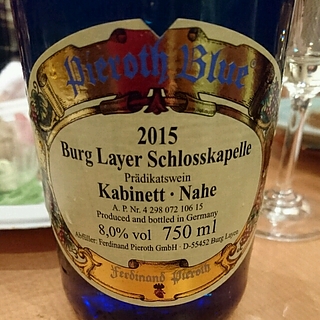 Pieroth Blue
2015
Burg Layer Schlosskapelle
Prädikatswein
Kabinett · Nahe
A. P. Nr. 4 298 072 106 15
Produced and bottled in Germany
8,0% vol 750 ml
Abfüller: Ferdinand Pieroth GmbH · D-55452 Burg Layen
Ferdinand Pieroth